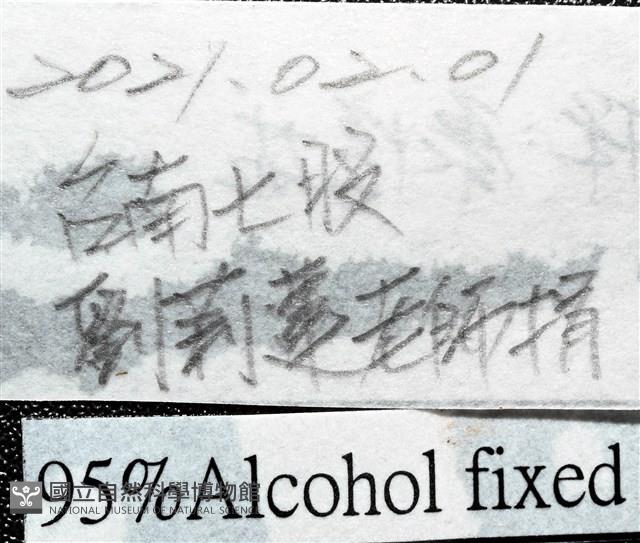 2021.02.01
台南七股
劉莉蓮老師捐
95% Alcohol fixed
國立自然科學博物館
NATIONAL MUSEUM OF NATURAL SCIENCE